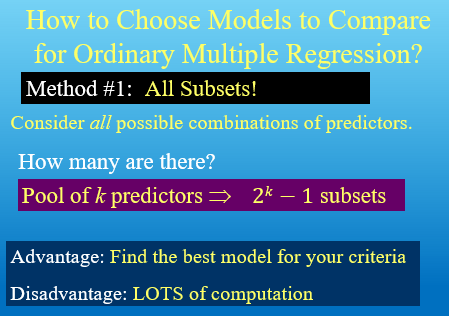 How to Choose Models to Compare
for Ordinary Multiple Regression?
Method #1: All Subsets!
Consider all possible combinations of predictors.
How many are there?
Pool of k predictors ⇒ 2ᵏ − 1 subsets
Advantage: Find the best model for your criteria
Disadvantage: LOTS of computation